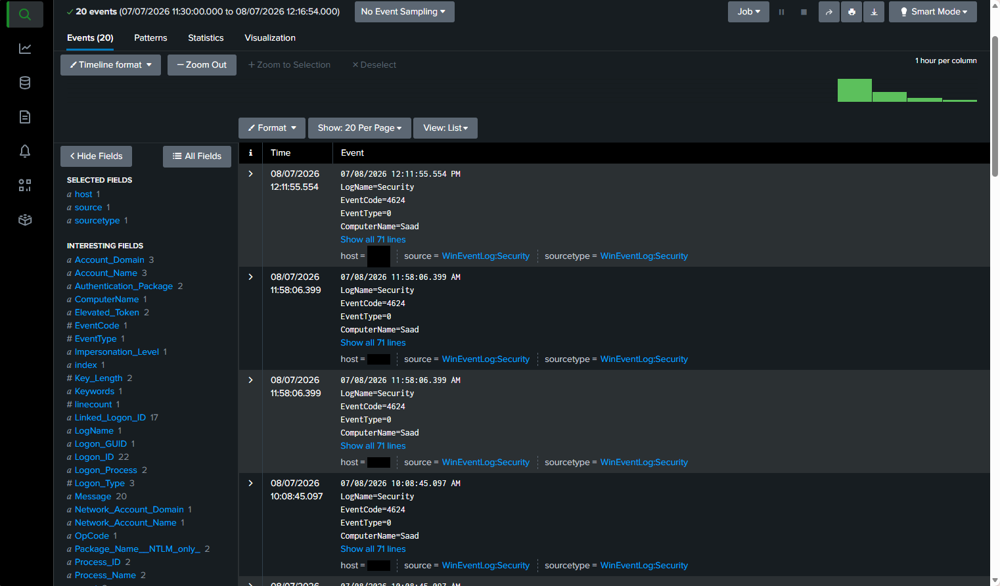 ✓ 20 events (07/07/2026 11:30:00.000 to 08/07/2026 12:16:54.000)
No Event Sampling
Job
Smart Mode
Events (20)
Patterns
Statistics
Visualization
Timeline format
— Zoom Out
+ Zoom to Selection
× Deselect
1 hour per column
Format
Show: 20 Per Page
View: List
< Hide Fields
All Fields
SELECTED FIELDS
a host 1
a source 1
a sourcetype 1
INTERESTING FIELDS
a Account_Domain 3
a Account_Name 3
a Authentication_Package 2
a ComputerName 1
a Elevated_Token 2
# EventCode 1
# EventType 1
a Impersonation_Level 1
a index 1
# Key_Length 2
a Keywords 1
# linecount 1
a Linked_Logon_ID 17
a LogName 1
a Logon_GUID 1
a Logon_ID 22
a Logon_Process 2
# Logon_Type 3
a Message 20
a Network_Account_Domain 1
a Network_Account_Name 1
a OpCode 1
a Package_Name__NTLM_only_ 2
a Process_ID 2
a Process_Name 2
i Time Event
08/07/2026
12:11:55.554
07/08/2026 12:11:55.554 PM
LogName=Security
EventCode=4624
EventType=0
ComputerName=Saad
Show all 71 lines
host = source = WinEventLog:Security sourcetype = WinEventLog:Security
08/07/2026
11:58:06.399
07/08/2026 11:58:06.399 AM
LogName=Security
EventCode=4624
EventType=0
ComputerName=Saad
Show all 71 lines
host = source = WinEventLog:Security sourcetype = WinEventLog:Security
08/07/2026
11:58:06.399
07/08/2026 11:58:06.399 AM
LogName=Security
EventCode=4624
EventType=0
ComputerName=Saad
Show all 71 lines
host = source = WinEventLog:Security sourcetype = WinEventLog:Security
08/07/2026
10:08:45.097
07/08/2026 10:08:45.097 AM
LogName=Security
EventCode=4624
EventType=0
ComputerName=Saad
Show all 71 lines
host = source = WinEventLog:Security sourcetype = WinEventLog:Security
08/07/2026
07/08/2026 10:08:45.097 AM